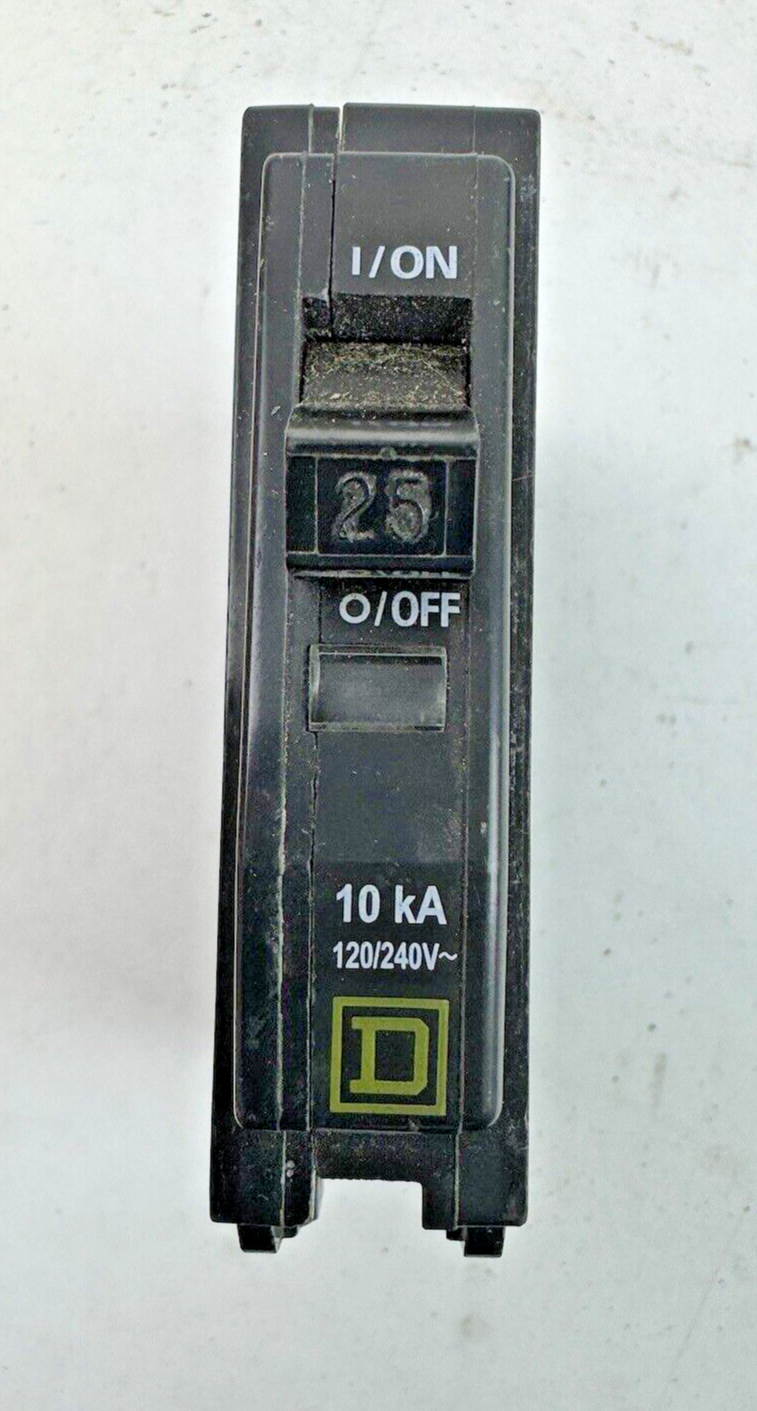 I/ON
25
O/OFF
10 kA
120/240V~
D